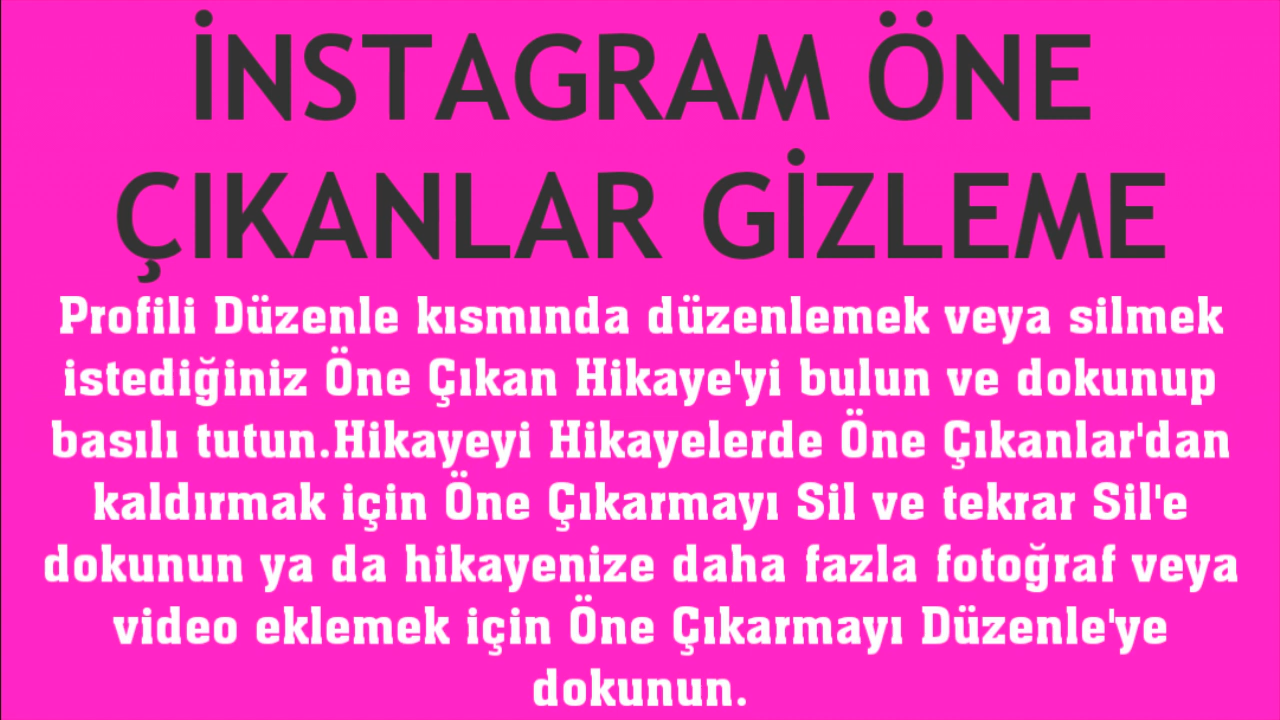 İNSTAGRAM ÖNE
ÇIKANLAR GİZLEME
Profili Düzenle kısmında düzenlemek veya silmek
istediğiniz Öne Çıkan Hikaye'yi bulun ve dokunup
basılı tutun.Hikayeyi Hikayelerde Öne Çıkanlar'dan
kaldırmak için Öne Çıkarmayı Sil ve tekrar Sil'e
dokunun ya da hikayenize daha fazla fotoğraf veya
video eklemek için Öne Çıkarmayı Düzenle'ye
dokunun.